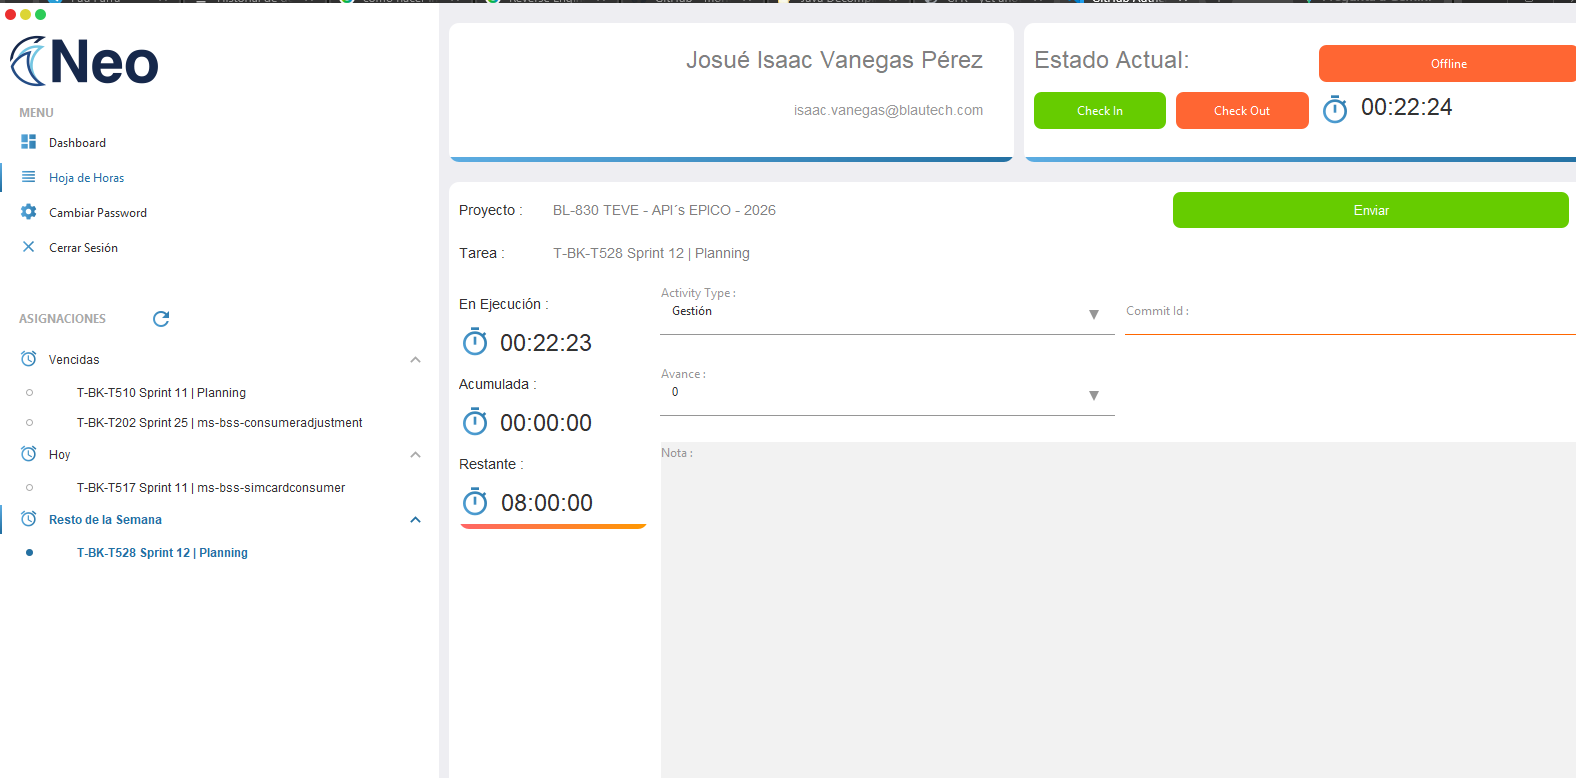 Neo
MENU
Dashboard
Hoja de Horas
Cambiar Password
Cerrar Sesión
ASIGNACIONES
Vencidas
T-BK-T510 Sprint 11 | Planning
T-BK-T202 Sprint 25 | ms-bss-consumeradjustment
Hoy
T-BK-T517 Sprint 11 | ms-bss-simcardconsumer
Resto de la Semana
T-BK-T528 Sprint 12 | Planning
Josué Isaac Vanegas Pérez
isaac.vanegas@blautech.com
Estado Actual:
Offline
Check In
Check Out
00:22:24
Proyecto :
BL-830 TEVE - API´s EPICO - 2026
Enviar
Tarea :
T-BK-T528 Sprint 12 | Planning
En Ejecución :
00:22:23
Acumulada :
00:00:00
Restante :
08:00:00
Activity Type :
Gestión
Commit Id :
Avance :
0
Nota :